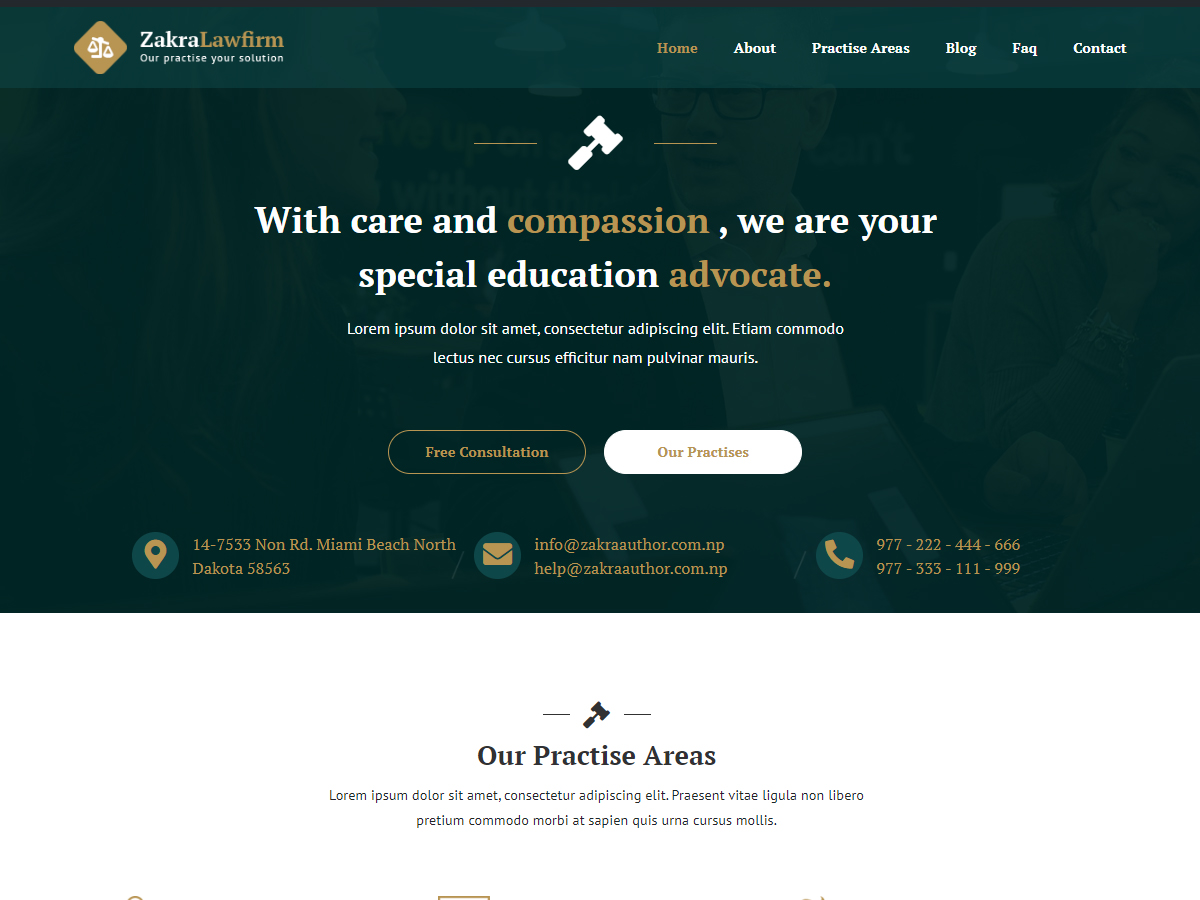 ZakraLawfirm
Our practise your solution
Home About Practise Areas Blog Faq Contact
With care and compassion , we are your
special education advocate.
Lorem ipsum dolor sit amet, consectetur adipiscing elit. Etiam commodo
lectus nec cursus efficitur nam pulvinar mauris.
Free Consultation Our Practises
14-7533 Non Rd. Miami Beach North
Dakota 58563
info@zakraauthor.com.np
help@zakraauthor.com.np
977 - 222 - 444 - 666
977 - 333 - 111 - 999
Our Practise Areas
Lorem ipsum dolor sit amet, consectetur adipiscing elit. Praesent vitae ligula non libero
pretium commodo morbi at sapien quis urna cursus mollis.